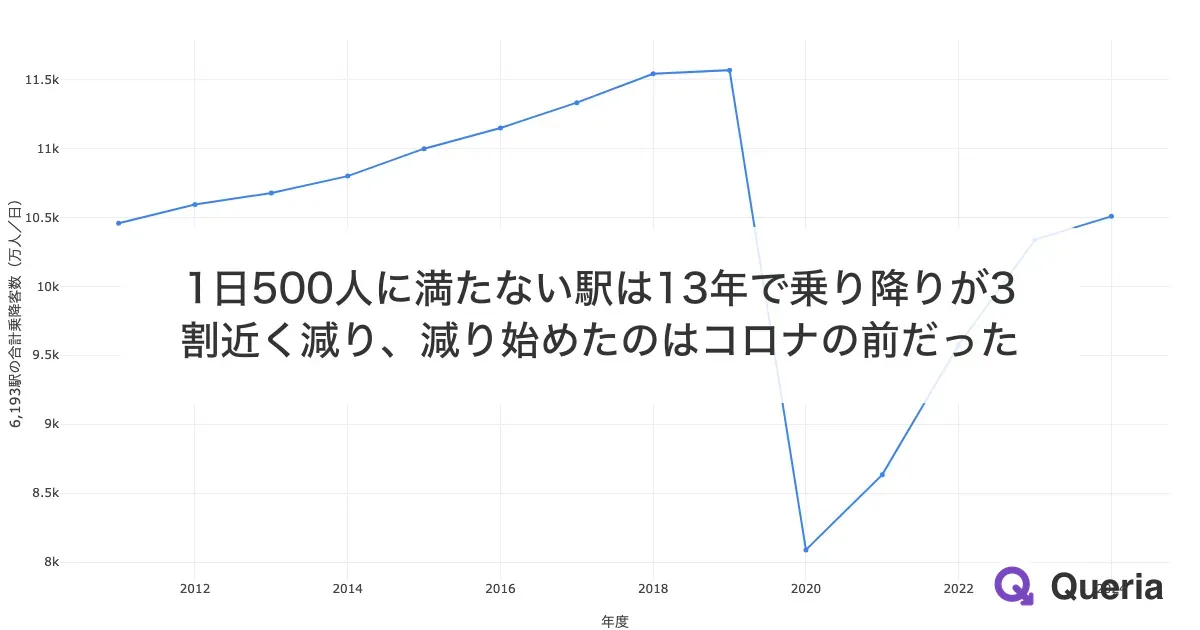 11.5k
11k
10.5k
10k
9.5k
9k
8.5k
8k
6,193駅の合計乗降客数（万人／日）
1日500人に満たない駅は13年で乗り降りが3
割近く減り、減り始めたのはコロナの前だった
2012
2014
2016
2018
2020
2022
2024
年度
Queria